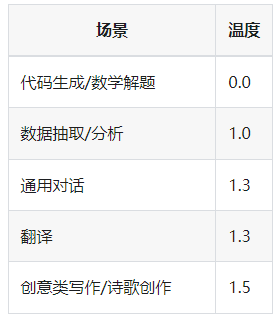 场景 温度
代码生成/数学解题 0.0
数据抽取/分析 1.0
通用对话 1.3
翻译 1.3
创意类写作/诗歌创作 1.5